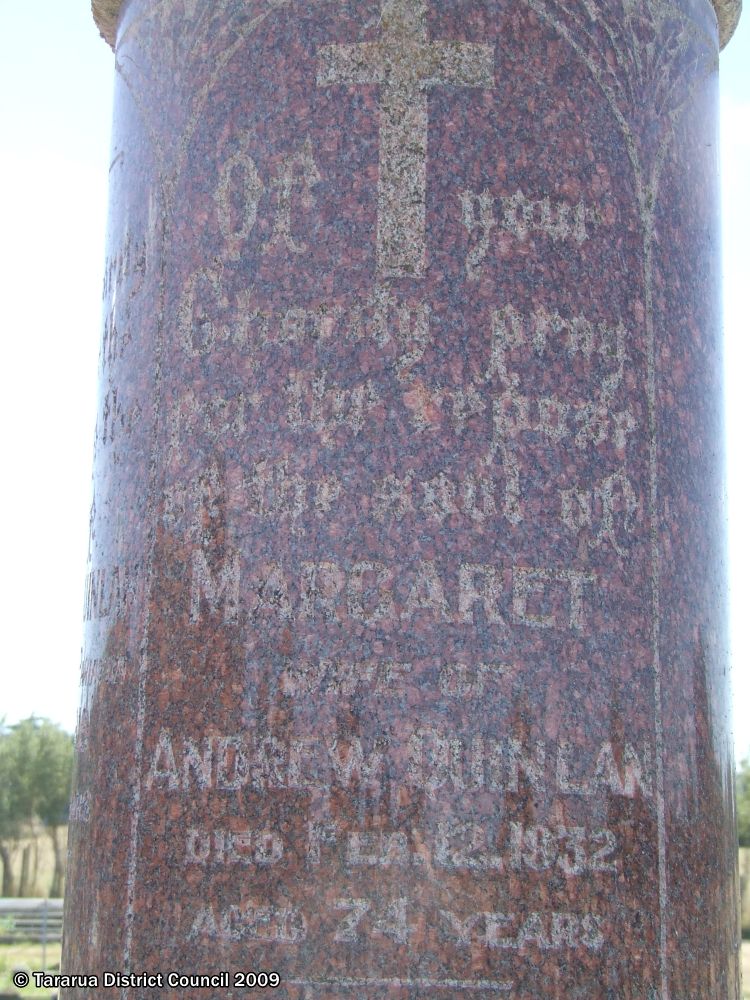 Of your
Charity pray
for the repose
of the soul of
MARGARET
WIFE OF
ANDREW QUINLAN
DIED FEB. 12. 1932
AGED 74 YEARS
© Tararua District Council 2009